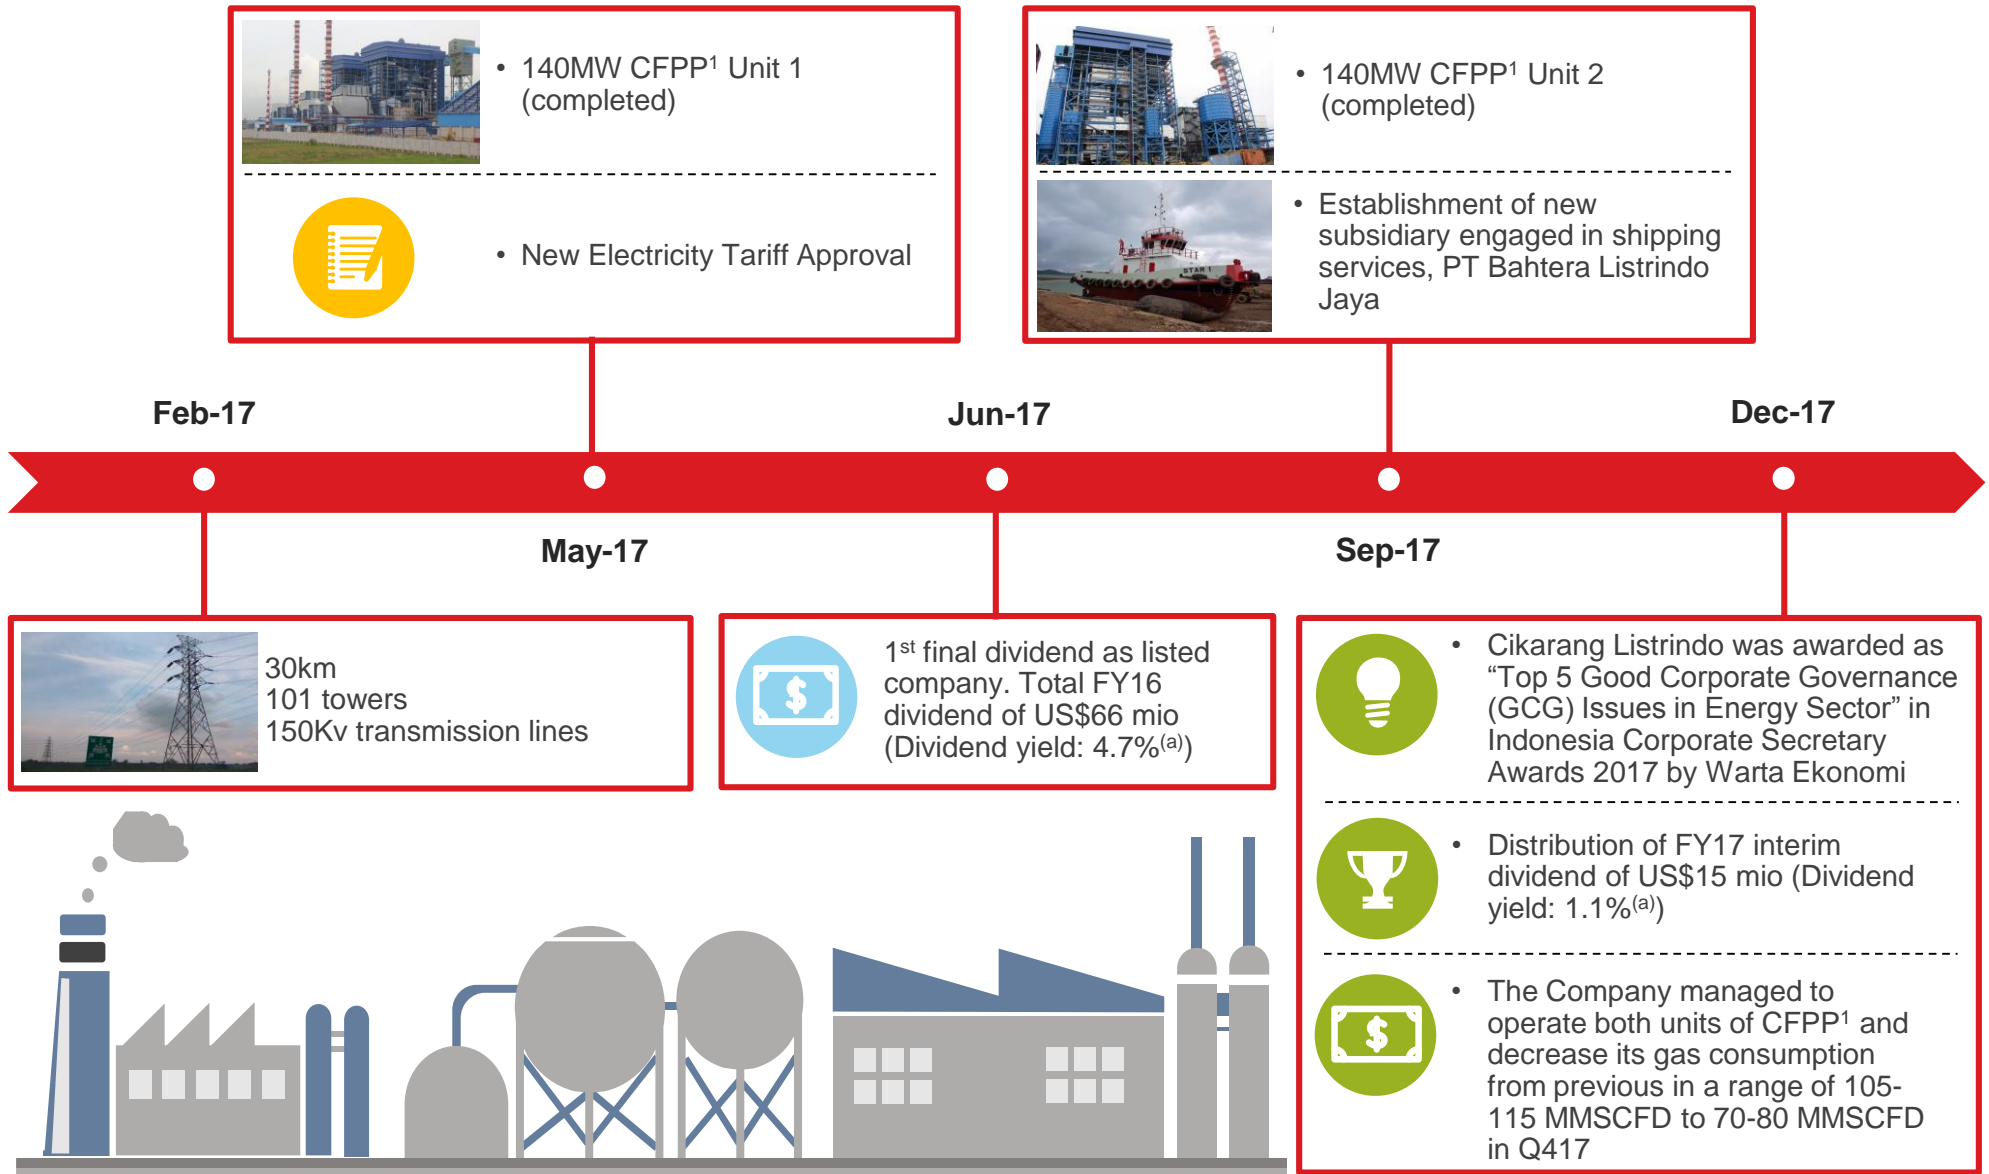 • 140MW CFPP¹ Unit 1
(completed)
• New Electricity Tariff Approval
• 140MW CFPP¹ Unit 2
(completed)
STAR 1
• Establishment of new
subsidiary engaged in shipping
services, PT Bahtera Listrindo
Jaya
Feb-17
Jun-17
Dec-17
May-17
Sep-17
30km
101 towers
150Kv transmission lines
1st final dividend as listed
company. Total FY16
dividend of US$66 mio
(Dividend yield: 4.7%(a))
• Cikarang Listrindo was awarded as
“Top 5 Good Corporate Governance
(GCG) Issues in Energy Sector” in
Indonesia Corporate Secretary
Awards 2017 by Warta Ekonomi
• Distribution of FY17 interim
dividend of US$15 mio (Dividend
yield: 1.1%(a))
• The Company managed to
operate both units of CFPP¹ and
decrease its gas consumption
from previous in a range of 105-
115 MMSCFD to 70-80 MMSCFD
in Q417